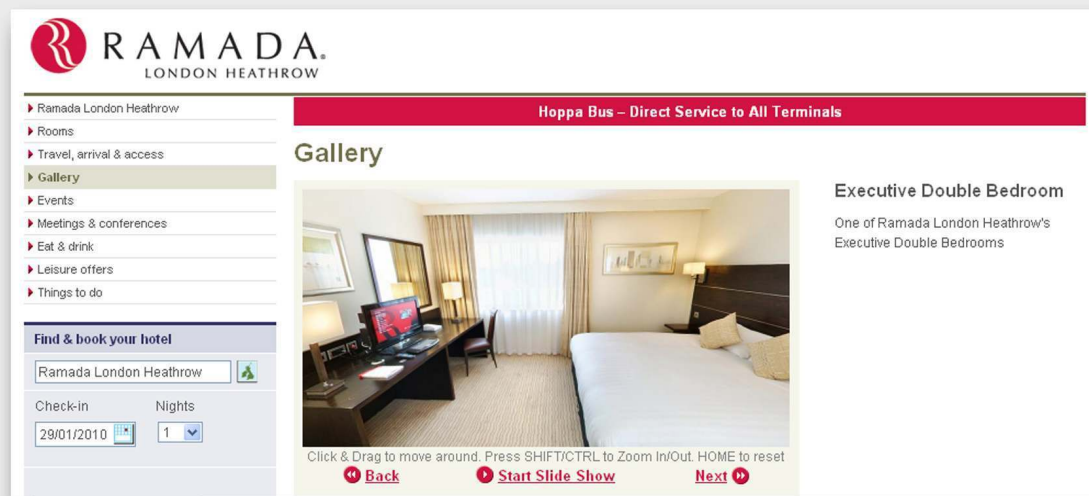 RAMADA.
LONDON HEATHROW
Ramada London Heathrow
Rooms
Travel, arrival & access
Gallery
Events
Meetings & conferences
Eat & drink
Leisure offers
Things to do
Find & book your hotel
Ramada London Heathrow
Check-in Nights
29/01/2010 1
Hoppa Bus – Direct Service to All Terminals
Gallery
Click & Drag to move around. Press SHIFT/CTRL to Zoom In/Out. HOME to reset
Back Start Slide Show Next
Executive Double Bedroom
One of Ramada London Heathrow's
Executive Double Bedrooms